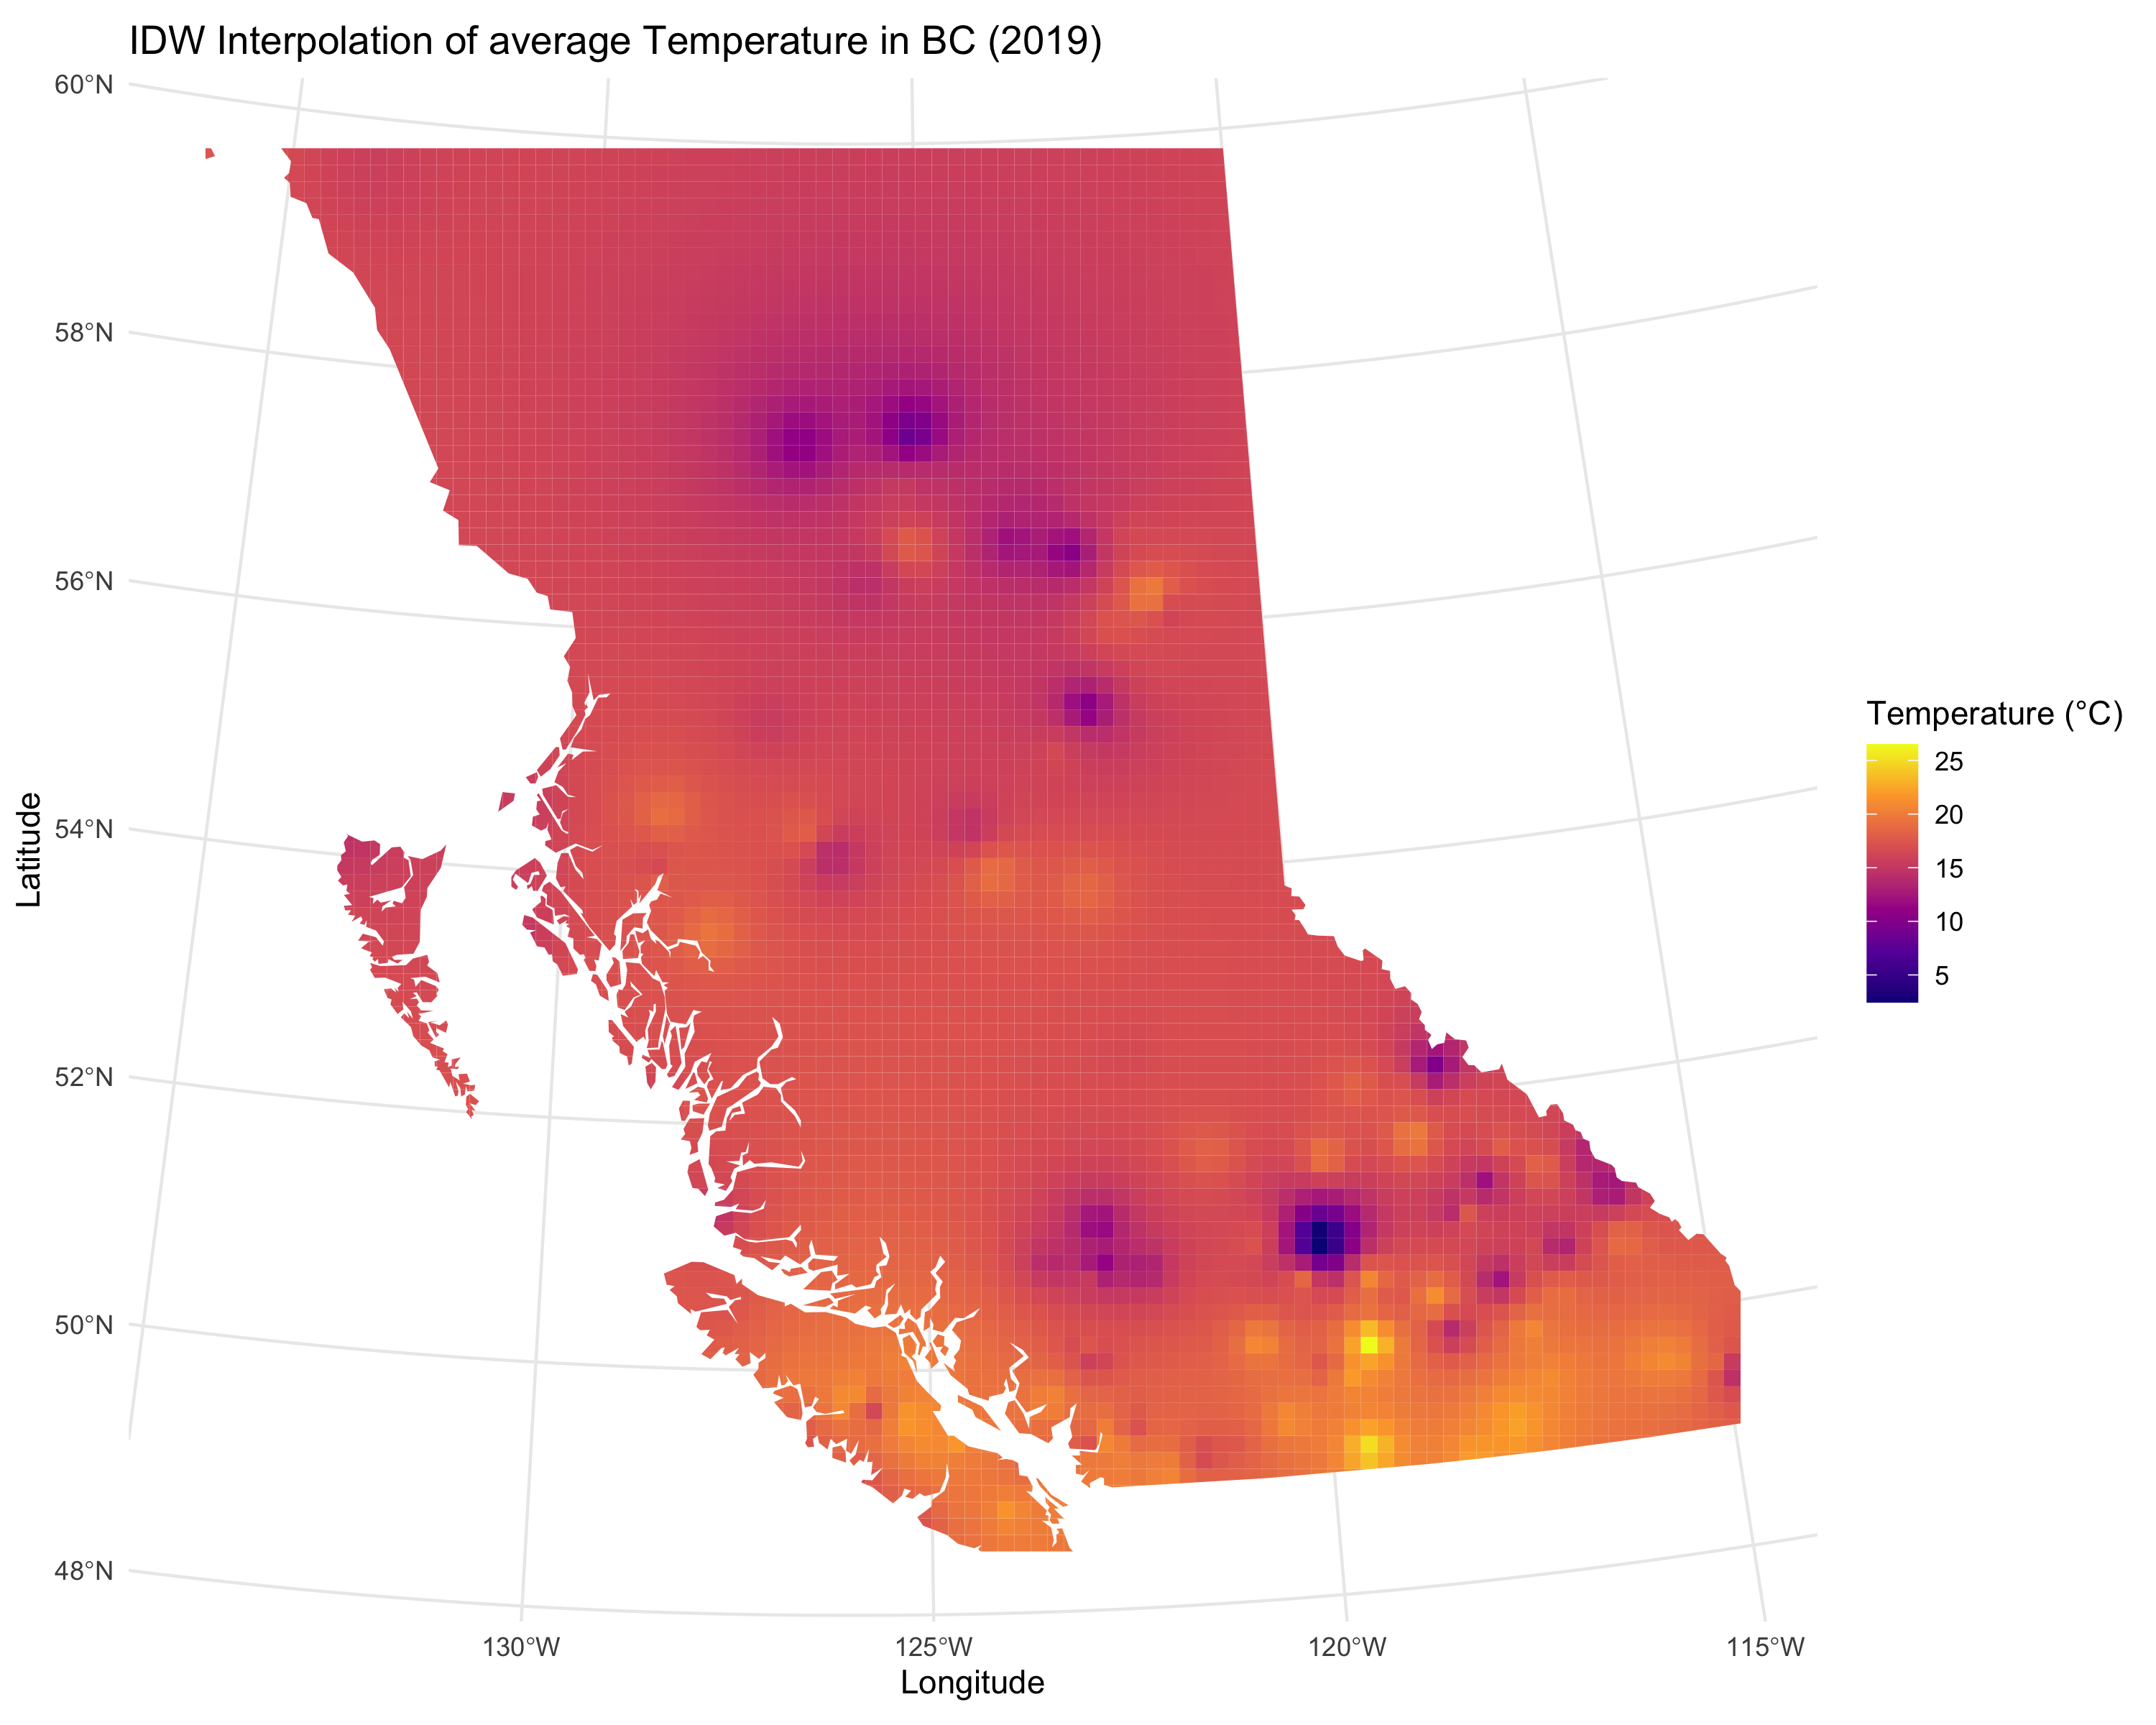 IDW Interpolation of average Temperature in BC (2019)
60°N
58°N
56°N
54°N
52°N
50°N
48°N
Latitude
130°W
125°W
120°W
115°W
Longitude
Temperature (°C)
25
20
15
10
5